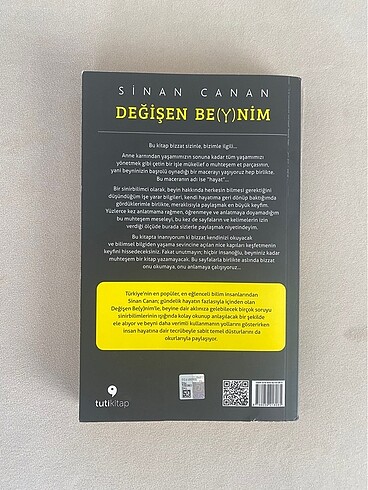 SİNAN CANAN
DEĞİŞEN BE(Y)NİM
Bu kitap bizzat sizinle, bizimle ilgili...
Anne karnından yaşamımızın sonuna kadar tüm yaşamımızı
yönetmek gibi çetin bir işle mükellef o muhteşem et parçasının,
yani beyninizin başrolü oynadığı bir macerayı yaşıyoruz hep birlikte.
Bu maceranın adı ise "hayat"...
Bir sinirbilimci olarak, beyin hakkında herkesin bilmesi gerektiğini
düşündüğüm işe yarar bilgileri, kendi hayatıma geri dönüp baktığımda
gördüklerimle birlikte, meraklısıyla paylaşmak en büyük keyfim.
Yüzlerce kez anlatmama rağmen, öğrenmeye ve anlatmaya doyamadığım
bu muhteşem meseleyi, bu kez de sayfaların ve kelimelerin izin
verdiği ölçüde burada sizlerle paylaşmak niyetindeyim.
Bu kitapta inanıyorum ki bizzat kendinizi okuyacak
ve bilimsel bilgiden yaşama sevincine açılan nice kapıları keşfetmenin
keyfini hissedeceksiniz. Fakat unutmayın; hiçbir insanoğlu, beyniniz kadar
muhteşem bir kitap yazamayacak. Bu sayfalarla birlikte aslında bizzat
onu okumaya, onu anlamaya çalışıyoruz...
Türkiye'nin en popüler, en eğlenceli bilim insanlarından
Sinan Canan; gündelik hayatın fazlasıyla içinden olan
Değişen Be(y)nim'le, beyine dair aklınıza gelebilecek birçok soruyu
sinirbilimlerinin ışığında kolay okunup anlaşılacak bir şekilde
ele alıyor ve beyni daha verimli kullanmanın yollarını gösterirken
insan hayatına dair tecrübeyle sabit temel düsturlarını da
okurlarıyla paylaşıyor.
tutikitap